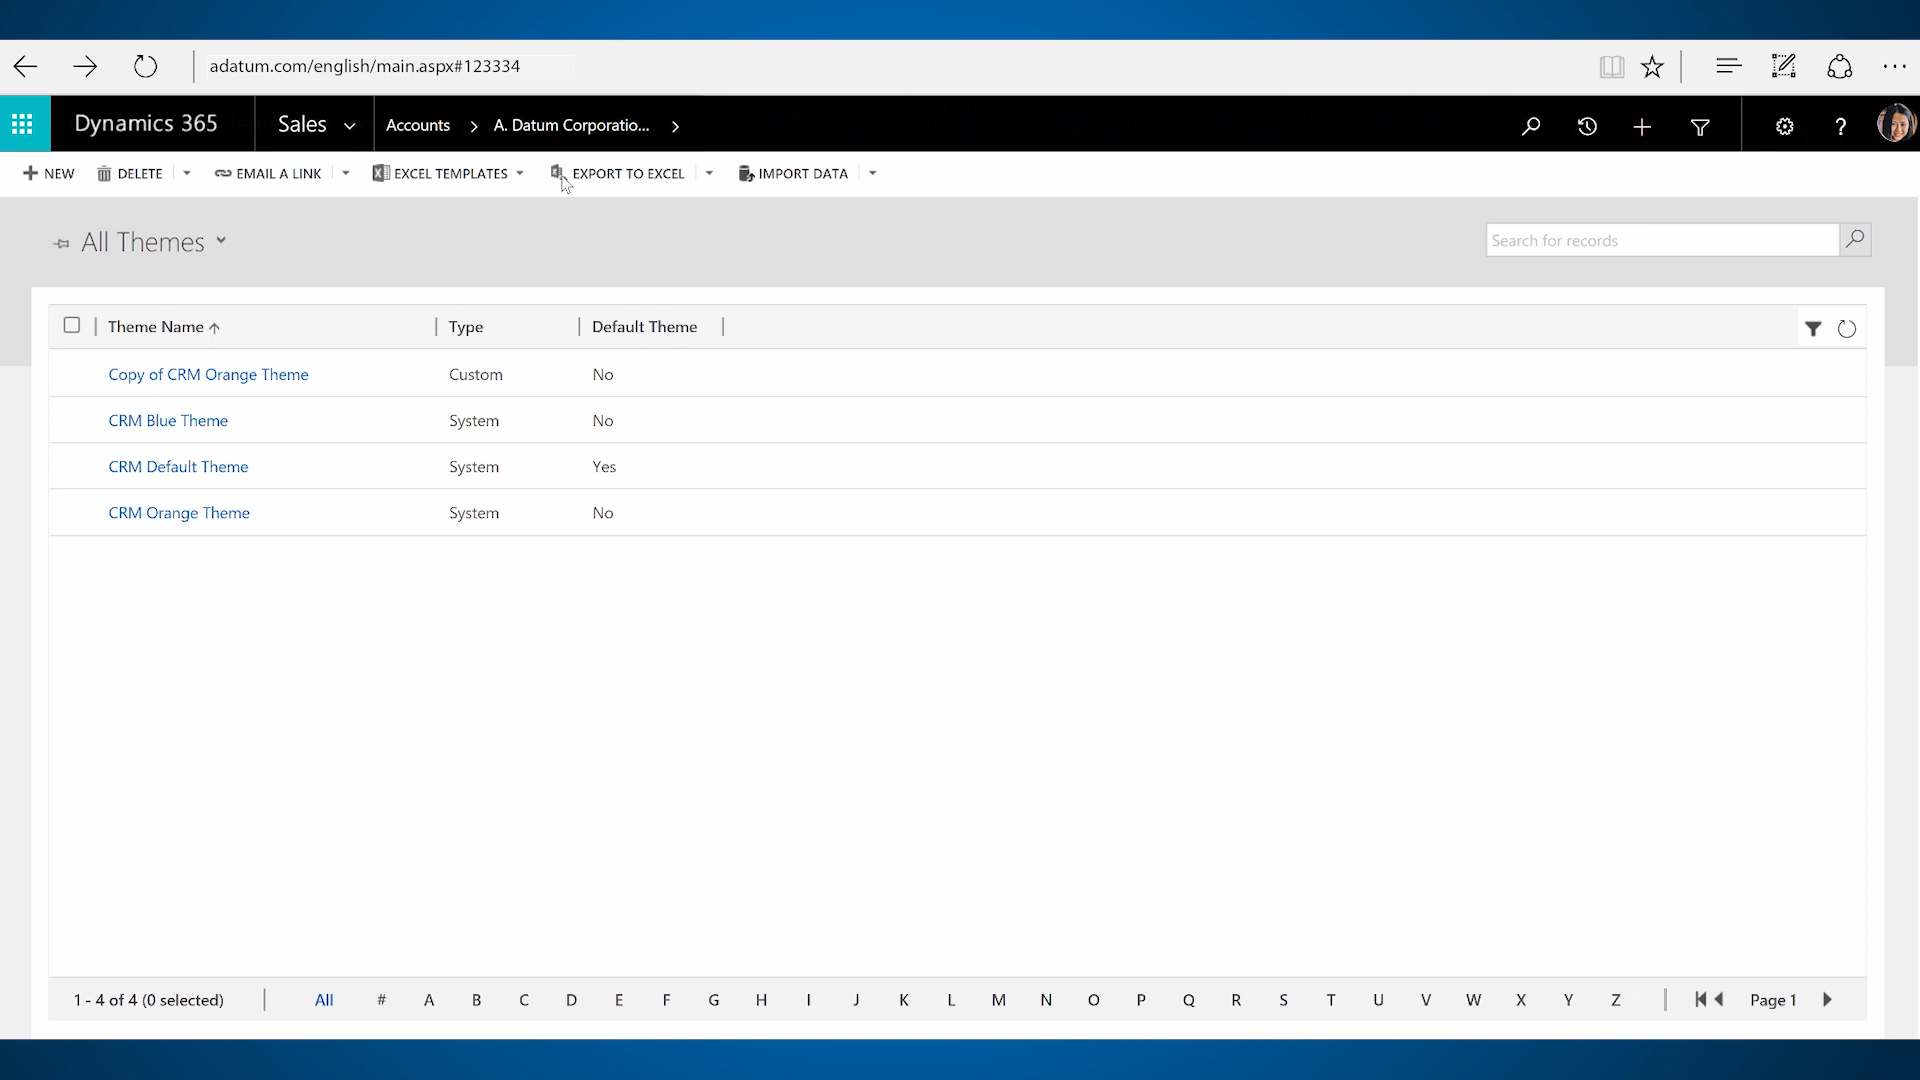 adatum.com/english/main.aspx#123334
Dynamics 365 Sales Accounts A. Datum Corporatio...
NEW DELETE EMAIL A LINK EXCEL TEMPLATES EXPORT TO EXCEL IMPORT DATA
All Themes
Search for records
Theme Name Type Default Theme
Copy of CRM Orange Theme Custom No
CRM Blue Theme System No
CRM Default Theme System Yes
CRM Orange Theme System No
1 - 4 of 4 (0 selected) All # A B C D E F G H I J K L M N O P Q R S T U V W X Y Z Page 1